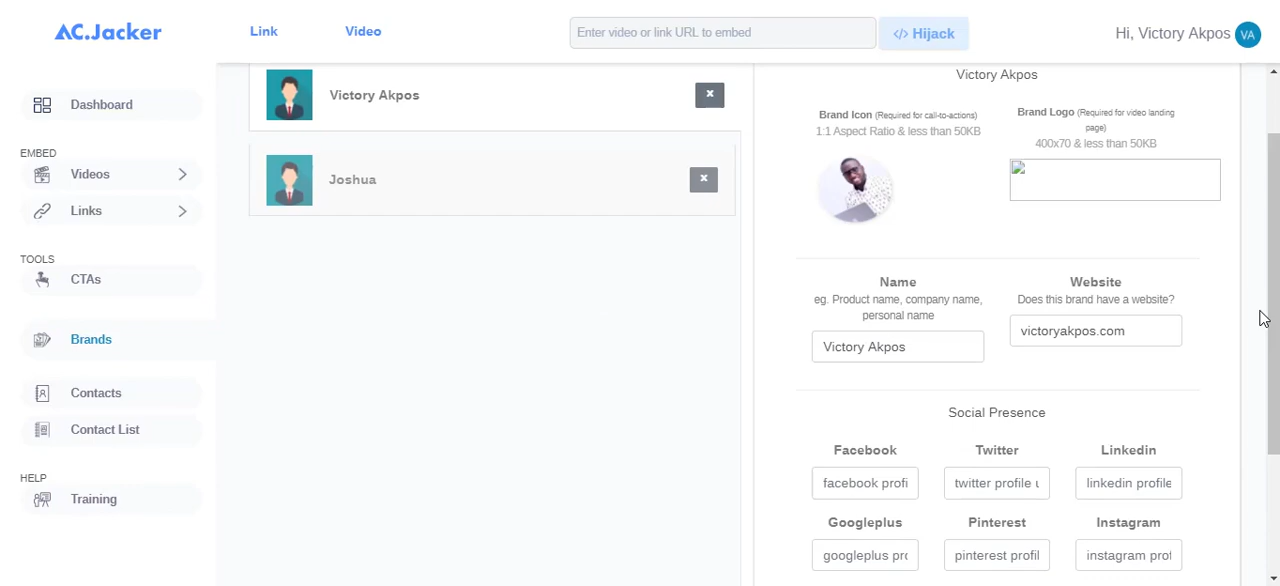 AC.Jacker
Link
Video
Enter video or link URL to embed
</> Hijack
Hi, Victory Akpos
VA
Dashboard
EMBED
Videos
Links
TOOLS
CTAs
Brands
Contacts
Contact List
HELP
Training
Victory Akpos
Joshua
Victory Akpos
Brand Icon (Required for call-to-actions)
1:1 Aspect Ratio & less than 50KB
Brand Logo (Required for video landing
page)
400x70 & less than 50KB
Name
eg. Product name, company name,
personal name
Victory Akpos
Website
Does this brand have a website?
victoryakpos.com
Social Presence
Facebook
Twitter
Linkedin
facebook profi
twitter profile u
linkedin profile
Googleplus
Pinterest
Instagram
googleplus pro
pinterest profil
instagram prof